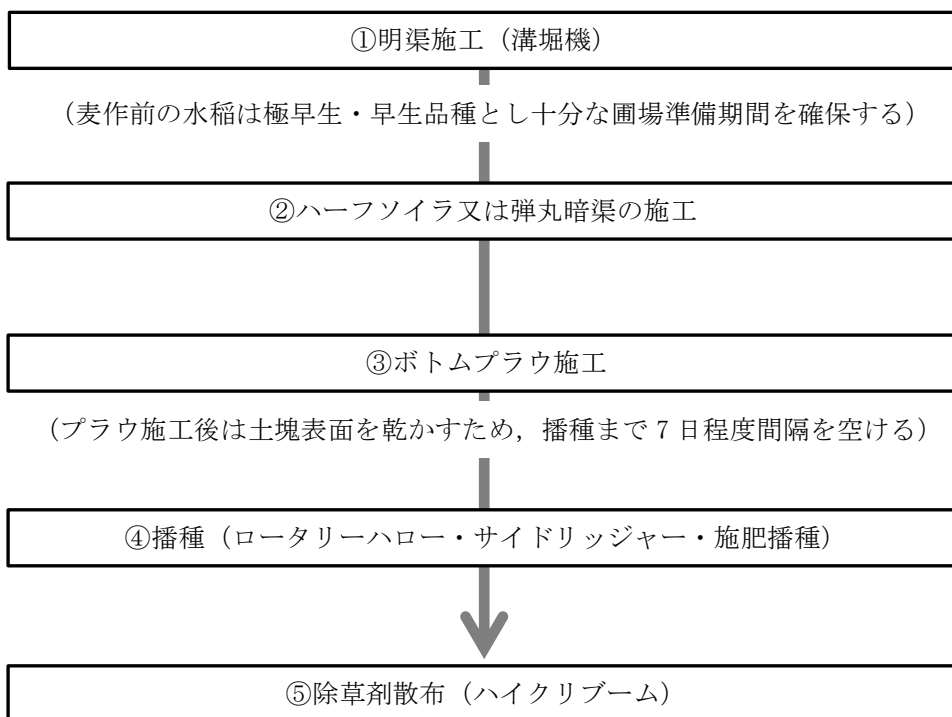 ①明渠施工（溝堀機）
（麦作前の水稲は極早生・早生品種とし十分な圃場準備期間を確保する）
②ハーフソイラ又は弾丸暗渠の施工
③ボトムプラウ施工
（プラウ施工後は土塊表面を乾かすため，播種まで７日程度間隔を空ける）
④播種（ロータリーハロー・サイドリッジャー・施肥播種）
⑤除草剤散布（ハイクリブーム）